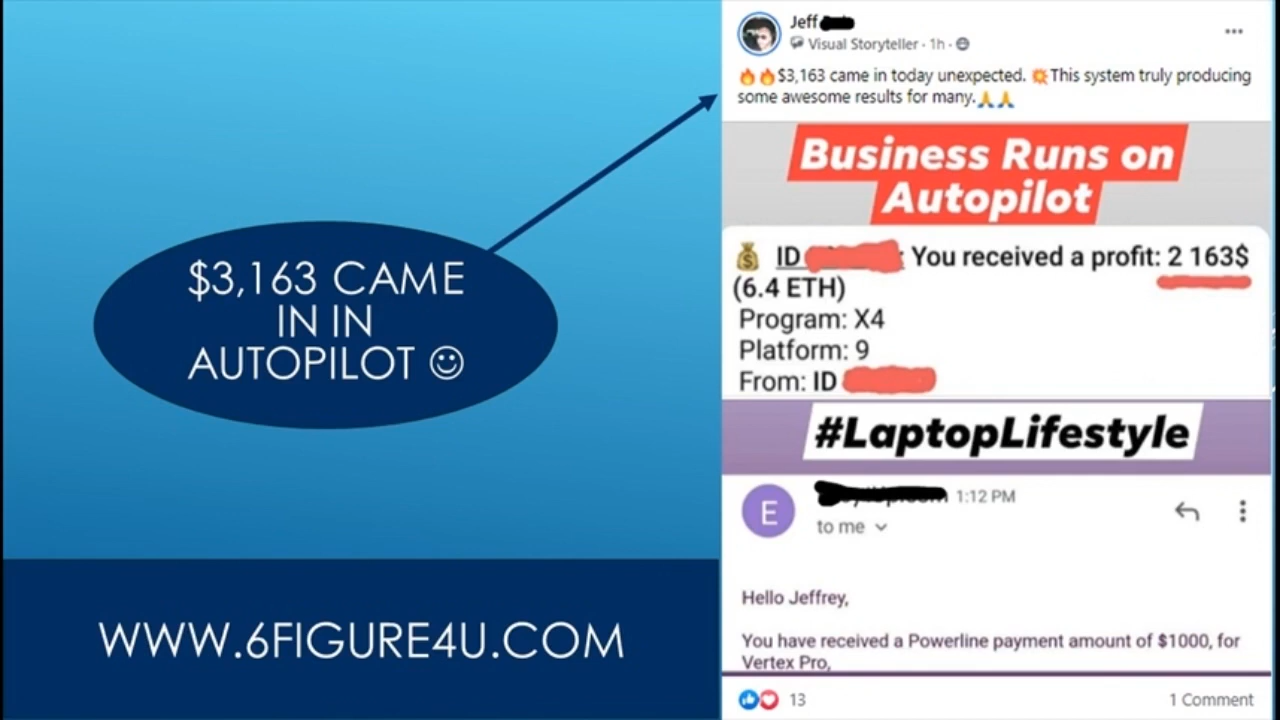 $3,163 CAME
IN IN
AUTOPILOT ☺
WWW.6FIGURE4U.COM
Jeff
Visual Storyteller · 1h ·
🔥🔥$3,163 came in today unexpected. 💥This system truly producing
some awesome results for many.🙏🙏
Business Runs on
Autopilot
💰 ID : You received a profit: 2 163$
(6.4 ETH)
Program: X4
Platform: 9
From: ID
#LaptopLifestyle
E
1:12 PM
to me
Hello Jeffrey,
You have received a Powerline payment amount of $1000, for
Vertex Pro,
13
1 Comment